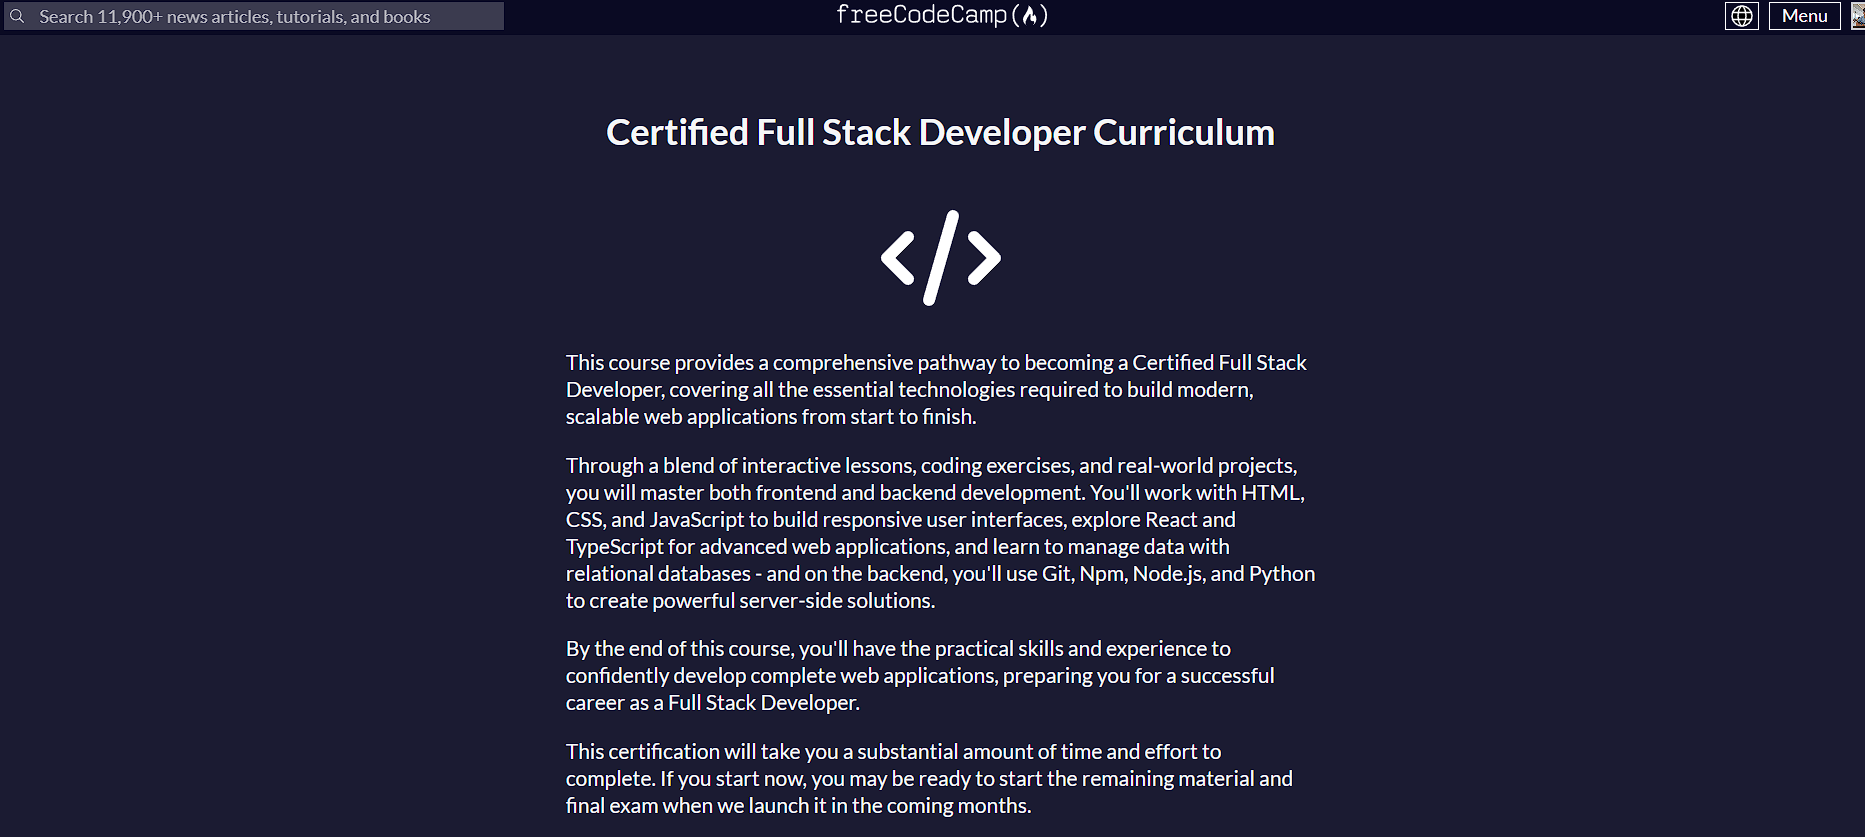 Search 11,900+ news articles, tutorials, and books
freeCodeCamp
Menu
Certified Full Stack Developer Curriculum
</>
This course provides a comprehensive pathway to becoming a Certified Full Stack
Developer, covering all the essential technologies required to build modern,
scalable web applications from start to finish.
Through a blend of interactive lessons, coding exercises, and real-world projects,
you will master both frontend and backend development. You'll work with HTML,
CSS, and JavaScript to build responsive user interfaces, explore React and
TypeScript for advanced web applications, and learn to manage data with
relational databases - and on the backend, you'll use Git, Npm, Node.js, and Python
to create powerful server-side solutions.
By the end of this course, you'll have the practical skills and experience to
confidently develop complete web applications, preparing you for a successful
career as a Full Stack Developer.
This certification will take you a substantial amount of time and effort to
complete. If you start now, you may be ready to start the remaining material and
final exam when we launch it in the coming months.